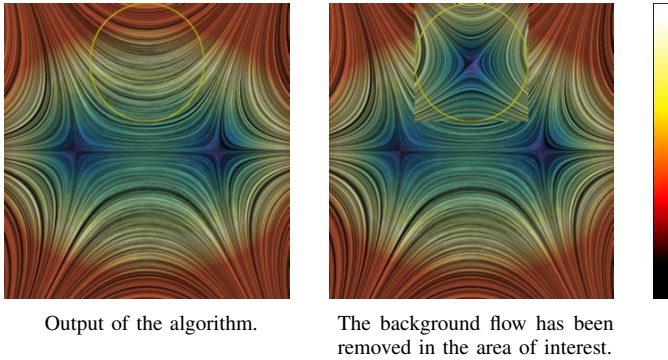 Output of the algorithm.
The background flow has been
removed in the area of interest.